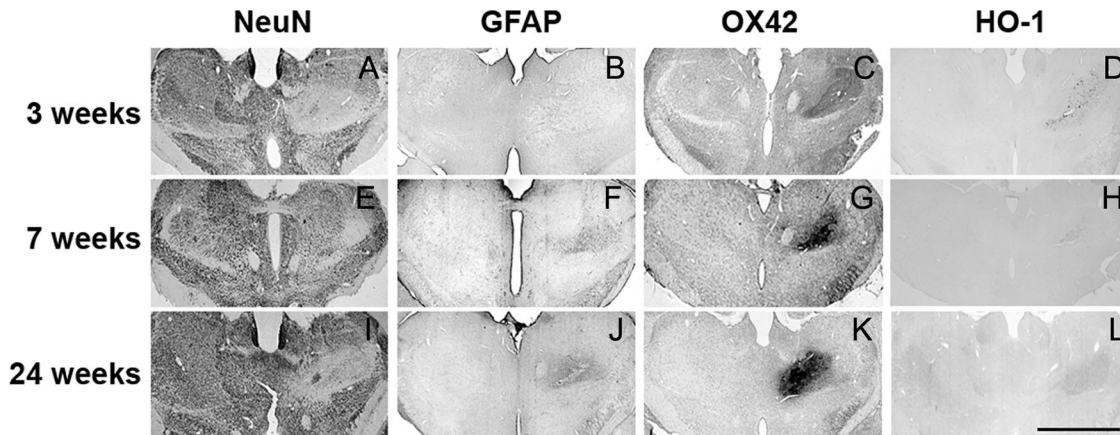 NeuN GFAP OX42 HO-1
3 weeks A B C D
7 weeks E F G H
24 weeks I J K L